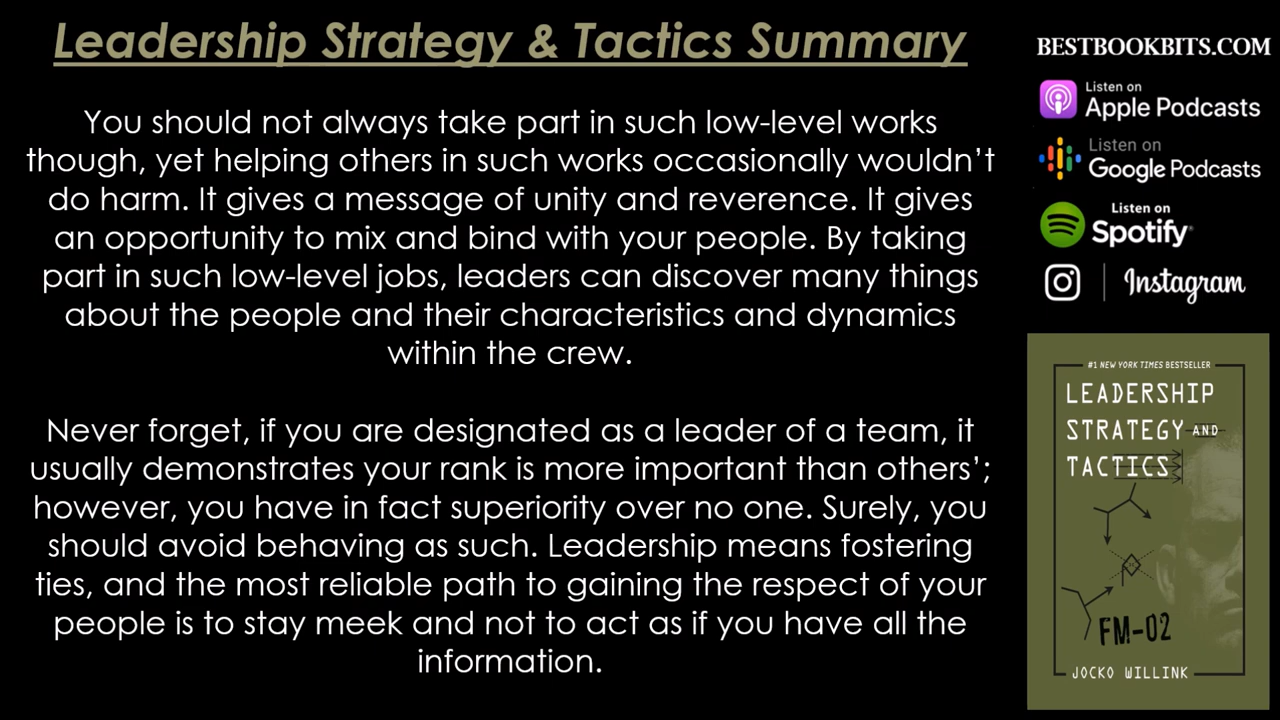 Leadership Strategy & Tactics Summary
You should not always take part in such low-level works
though, yet helping others in such works occasionally wouldn’t
do harm. It gives a message of unity and reverence. It gives
an opportunity to mix and bind with your people. By taking
part in such low-level jobs, leaders can discover many things
about the people and their characteristics and dynamics
within the crew.
Never forget, if you are designated as a leader of a team, it
usually demonstrates your rank is more important than others’;
however, you have in fact superiority over no one. Surely, you
should avoid behaving as such. Leadership means fostering
ties, and the most reliable path to gaining the respect of your
people is to stay meek and not to act as if you have all the
information.
BESTBOOKBITS.COM
Listen on
Apple Podcasts
Listen on
Google Podcasts
Listen on
Spotify
Instagram
#1 NEW YORK TIMES BESTSELLER
LEADERSHIP
STRATEGY AND
TACTICS
FM-02
JOCKO WILLINK